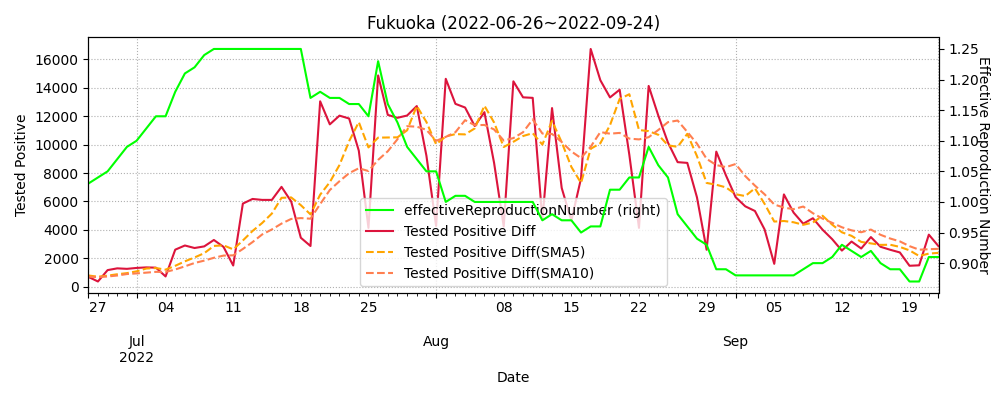 Fukuoka (2022-06-26~2022-09-24)
Tested Positive
16000
14000
12000
10000
8000
6000
4000
2000
0
1.25
1.20
1.15
1.10
1.05
1.00
0.95
0.90
Effective Reproduction Number
effectiveReproductionNumber (right)
Tested Positive Diff
Tested Positive Diff(SMA5)
Tested Positive Diff(SMA10)
27 04 11 18 25 08 15 22 29 05 12 19
Jul Aug Sep
2022
Date